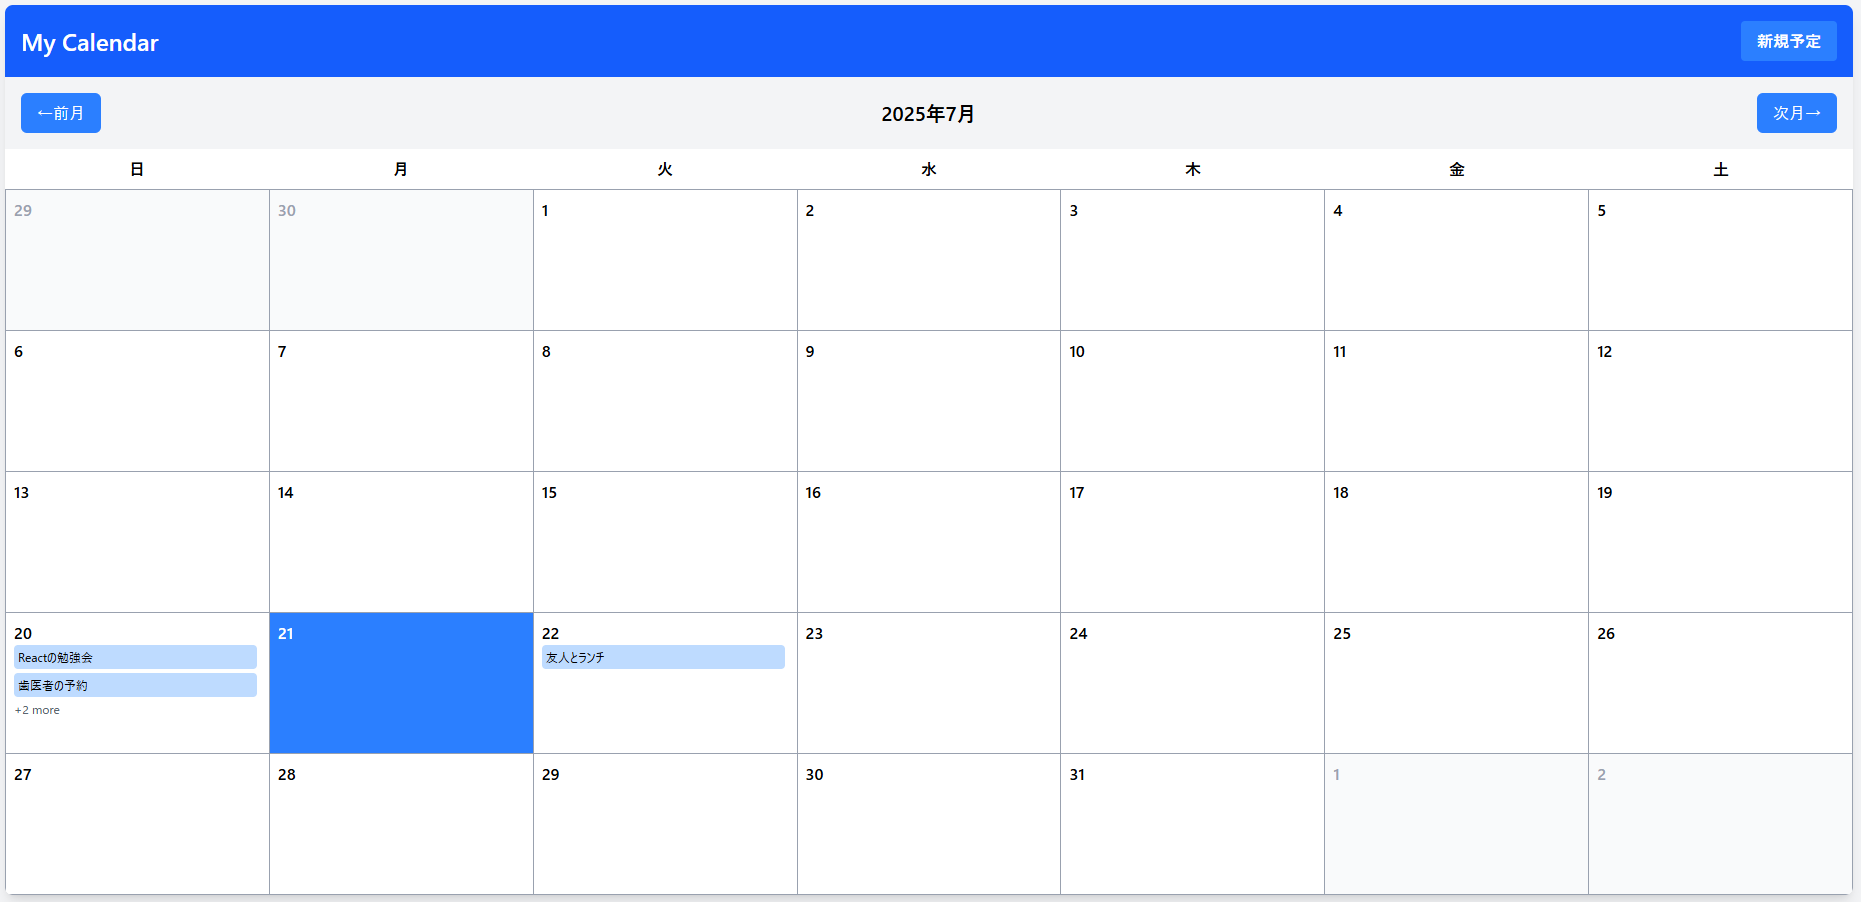 My Calendar
新規予定
←前月
2025年7月
次月→
日 月 火 水 木 金 土
29 30 1 2 3 4 5
6 7 8 9 10 11 12
13 14 15 16 17 18 19
20 21 22 23 24 25 26
Reactの勉強会 友人とランチ
歯医者の予約
+2 more
27 28 29 30 31 1 2